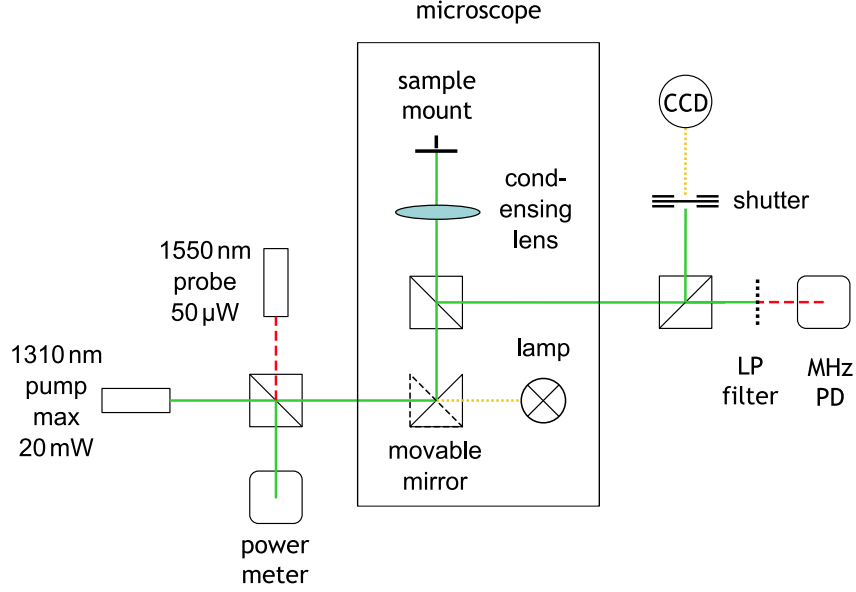 microscope
sample
mount
CCD
cond-
ensing
lens
shutter
1550 nm
probe
50 µW
1310 nm
pump
max
20 mW
lamp
LP
filter
MHz
PD
movable
mirror
power
meter